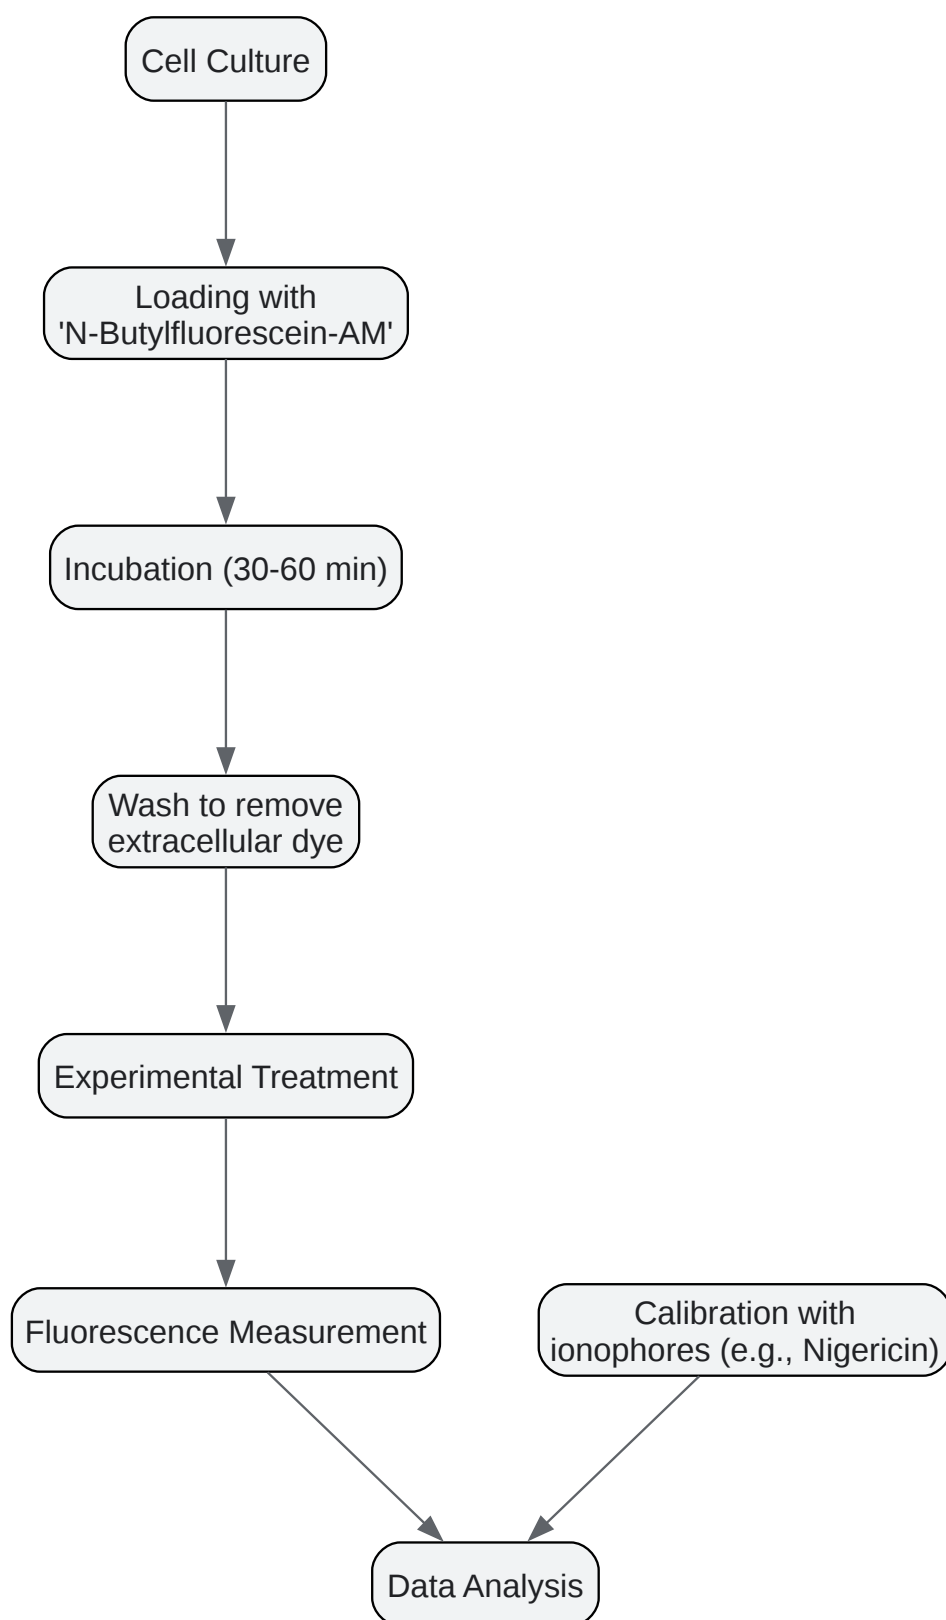 Cell Culture
Loading with
'N-Butylfluorescein-AM'
Incubation (30-60 min)
Wash to remove
extracellular dye
Experimental Treatment
Fluorescence Measurement
Calibration with
ionophores (e.g., Nigericin)
Data Analysis